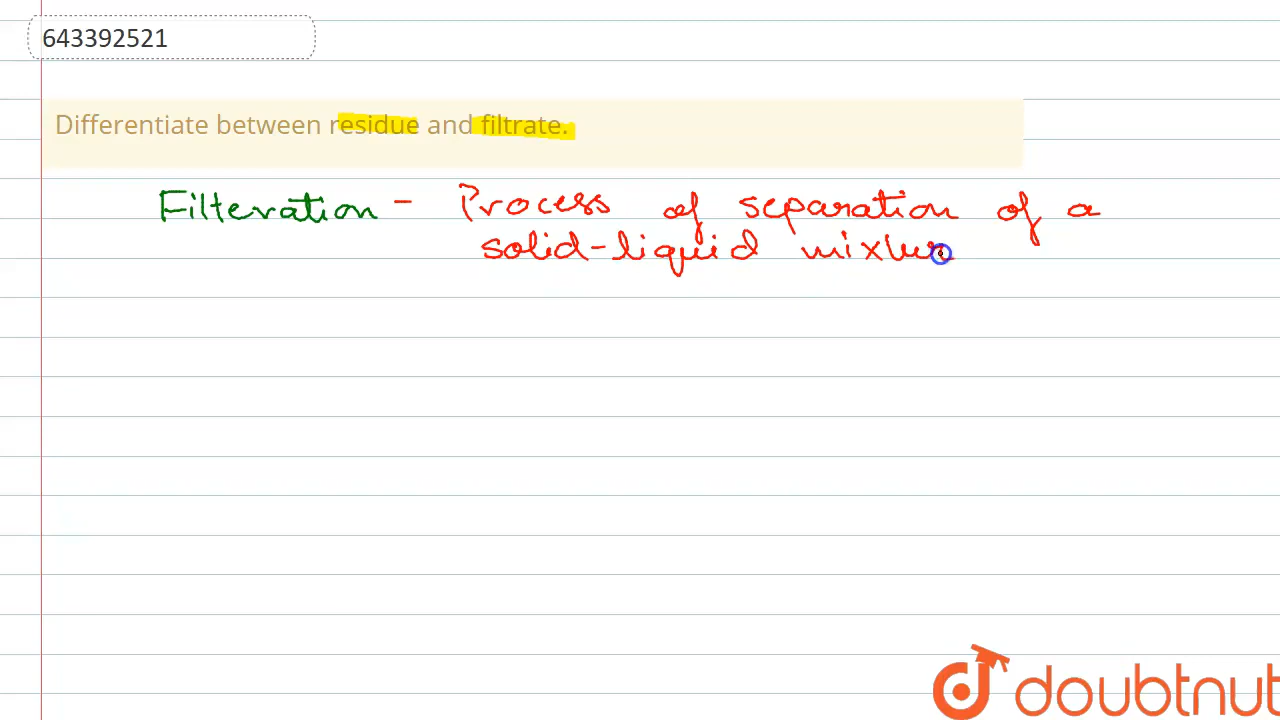 643392521
Differentiate between residue and filtrate.
Filteration - Process of separation of a
solid-liquid mixture
doubtnut